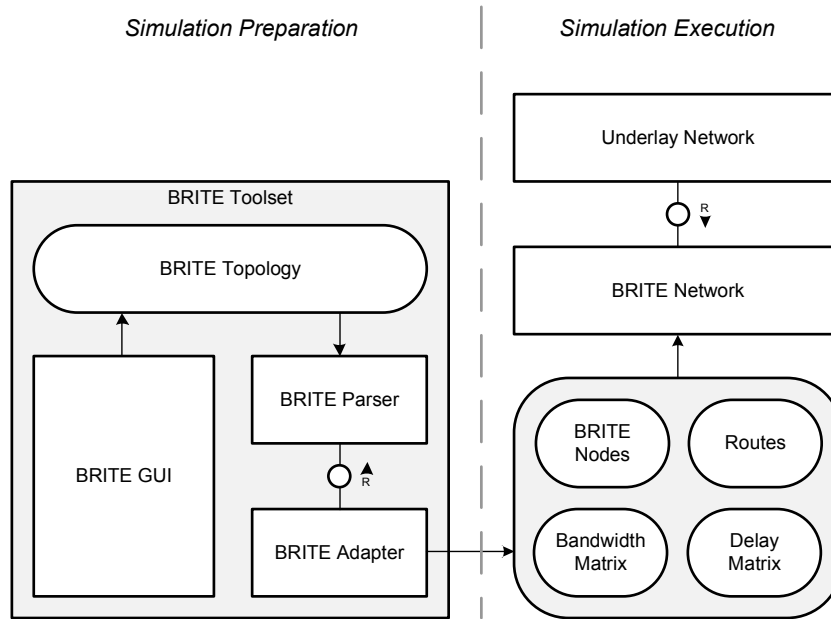 Simulation Preparation
Simulation Execution
Underlay Network
R
BRITE Network
BRITE Toolset
BRITE Topology
BRITE Parser
BRITE GUI
R
BRITE Adapter
BRITE
Nodes
Routes
Bandwidth
Matrix
Delay
Matrix